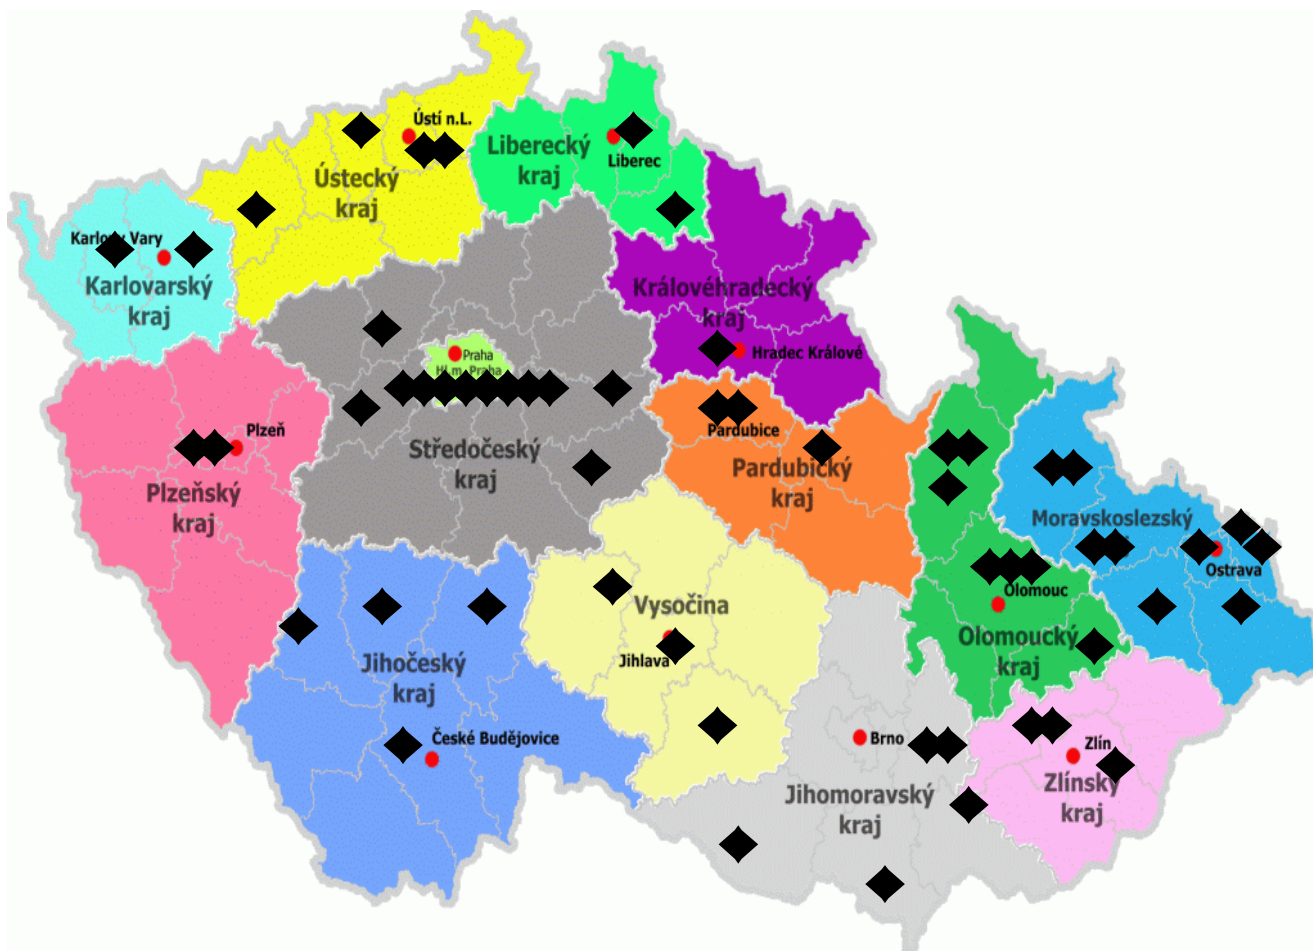 Ústí n.L.
Liberecký
kraj
Liberec
Ústecký
kraj
Karlovy Vary
Karlovarský
kraj
Královéhradecký
kraj
Hradec Králové
Praha
Hl.m. Praha
Plzeň
Plzeňský
kraj
Středočeský
kraj
Pardubice
Pardubický
kraj
Moravskoslezský
Ostrava
Olomouc
Olomoucký
kraj
Vysočina
Jihlava
Jihočeský
kraj
České Budějovice
Brno
Jihomoravský
kraj
Zlín
Zlínský
kraj